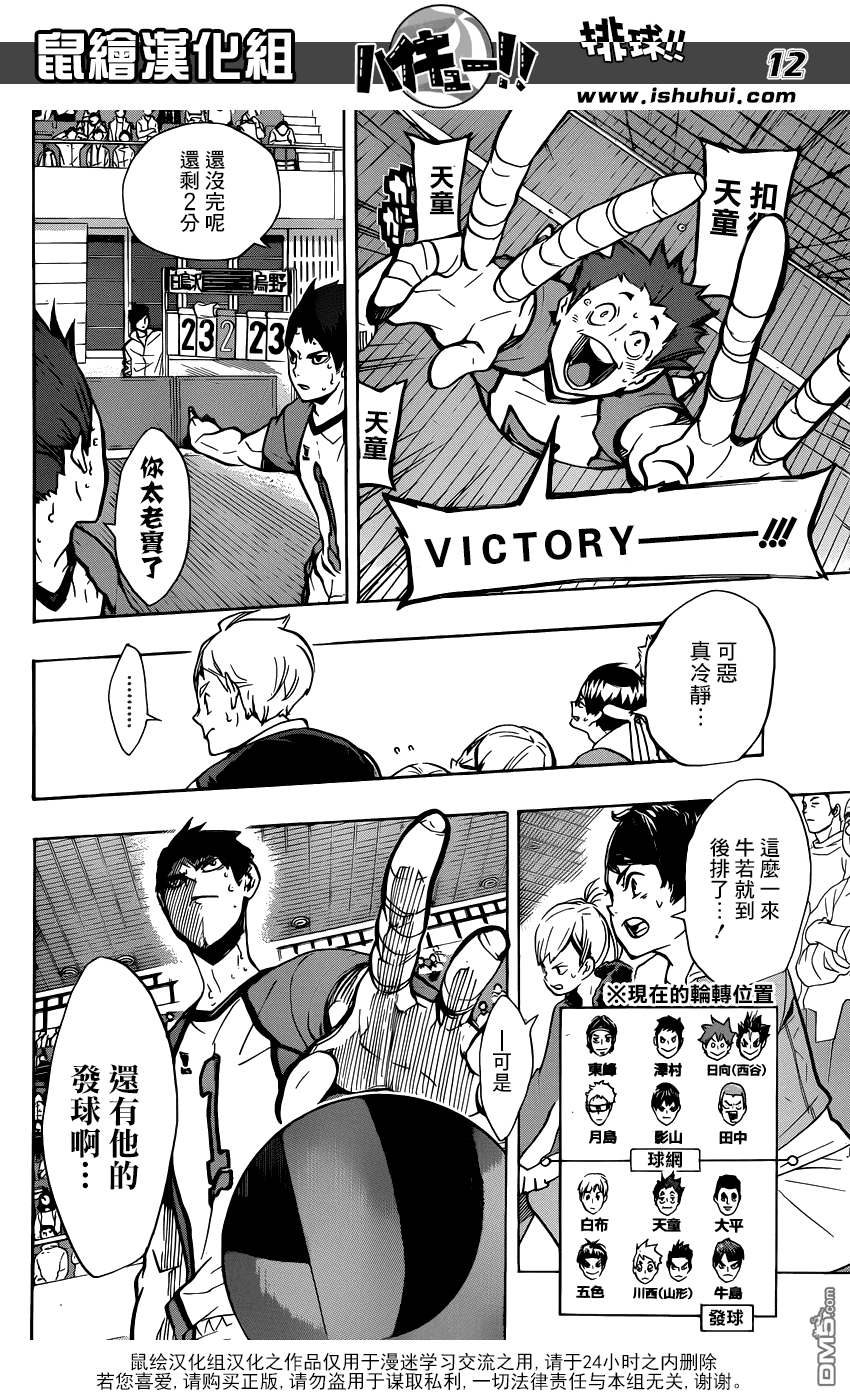 鼠繪漢化組
ハイキュー!!
排球!!
12
www.ishuhui.com
扣得
天童
天童
天童
VICTORY——!!!
還沒完呢
還剩2分
白鳥沢
烏野
23 2 23
你太老實了
可惡
真冷靜…
………
這麼一來
牛若就到
後排了…!
※現在的輪轉位置
東峰 澤村 日向(西谷)
月島 影山 田中
球網
白布 天童 大平
五色 川西(山形) 牛島
發球
—可是
還有他的
發球啊…
DM5.com
鼠绘汉化组汉化之作品仅用于漫迷学习交流之用, 请于24小时之内删除
若您喜爱, 请购买正版, 请勿盗用于谋取私利, 一切法律责任与本组无关, 谢谢.